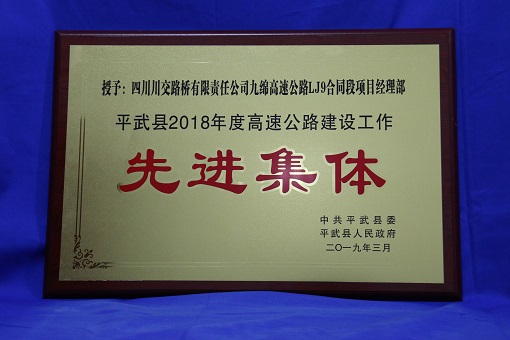 授予：四川川交路桥有限责任公司九绵高速公路LJ9合同段项目经理部
平武县2018年度高速公路建设工作
先进集体
中共平武县委
平武县人民政府
二〇一九年三月